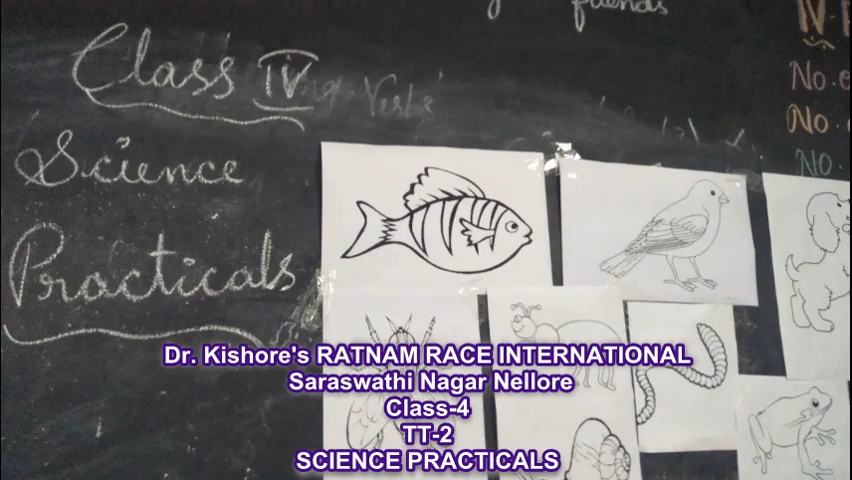 friends
Class IV
Science
Practicals
No.
No.
No.
Dr. Kishore's RATNAM RACE INTERNATIONAL
Saraswathi Nagar Nellore
Class-4
TT-2
SCIENCE PRACTICALS